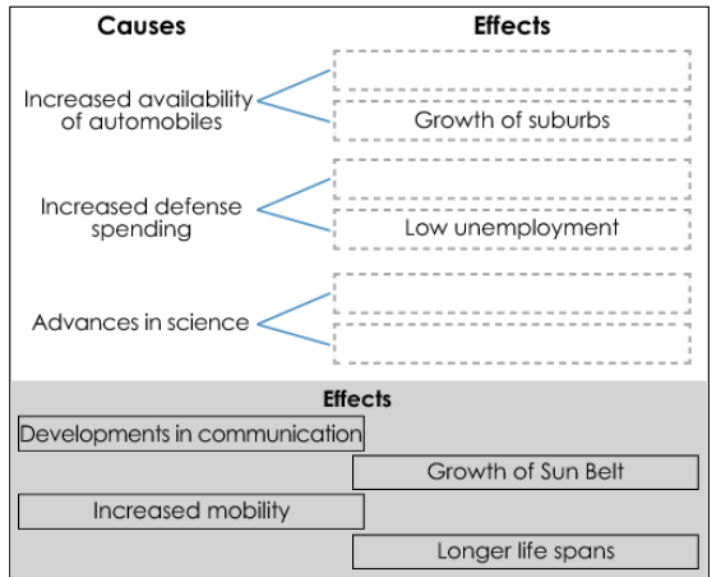 Causes Effects
Increased availability
of automobiles
Growth of suburbs
Increased defense
spending
Low unemployment
Advances in science
Effects
Developments in communication
Growth of Sun Belt
Increased mobility
Longer life spans